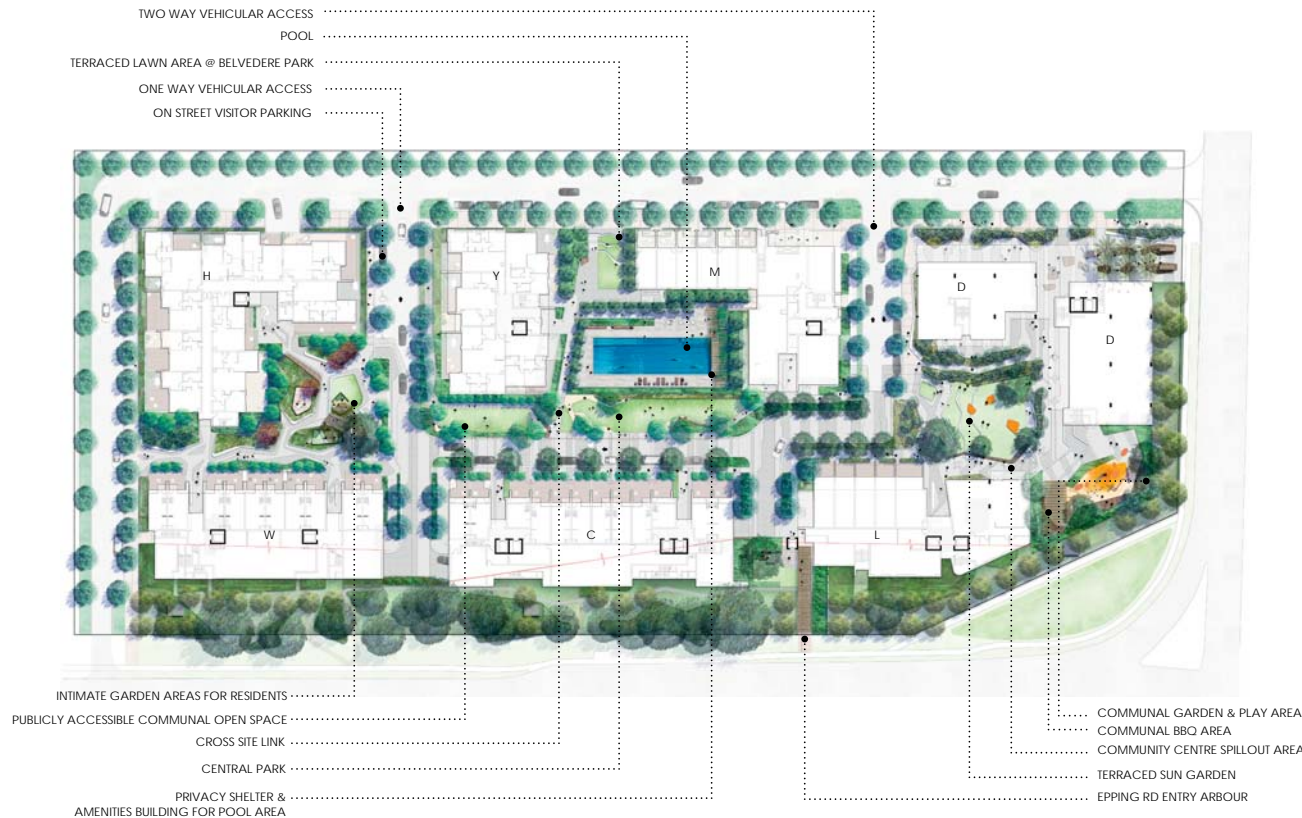 TWO WAY VEHICULAR ACCESS
POOL
TERRACED LAWN AREA @ BELVEDERE PARK
ONE WAY VEHICULAR ACCESS
ON STREET VISITOR PARKING
H
Y
M
D
D
W
C
L
INTIMATE GARDEN AREAS FOR RESIDENTS
PUBLICLY ACCESSIBLE COMMUNAL OPEN SPACE
CROSS SITE LINK
CENTRAL PARK
PRIVACY SHELTER &
AMENITIES BUILDING FOR POOL AREA
COMMUNAL GARDEN & PLAY AREA
COMMUNAL BBQ AREA
COMMUNITY CENTRE SPILLOUT AREA
TERRACED SUN GARDEN
EPPING RD ENTRY ARBOUR